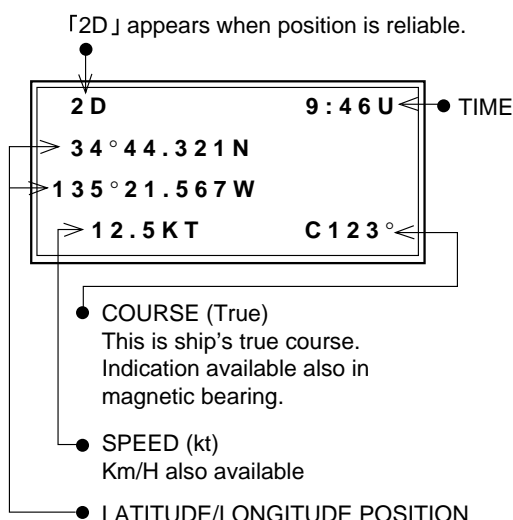 「2D」 appears when position is reliable.
2D 9:46U TIME
34°44.321N
135°21.567W
12.5KT C123°
COURSE (True)
This is ship's true course.
Indication available also in
magnetic bearing.
SPEED (kt)
Km/H also available
LATITUDE/LONGITUDE POSITION